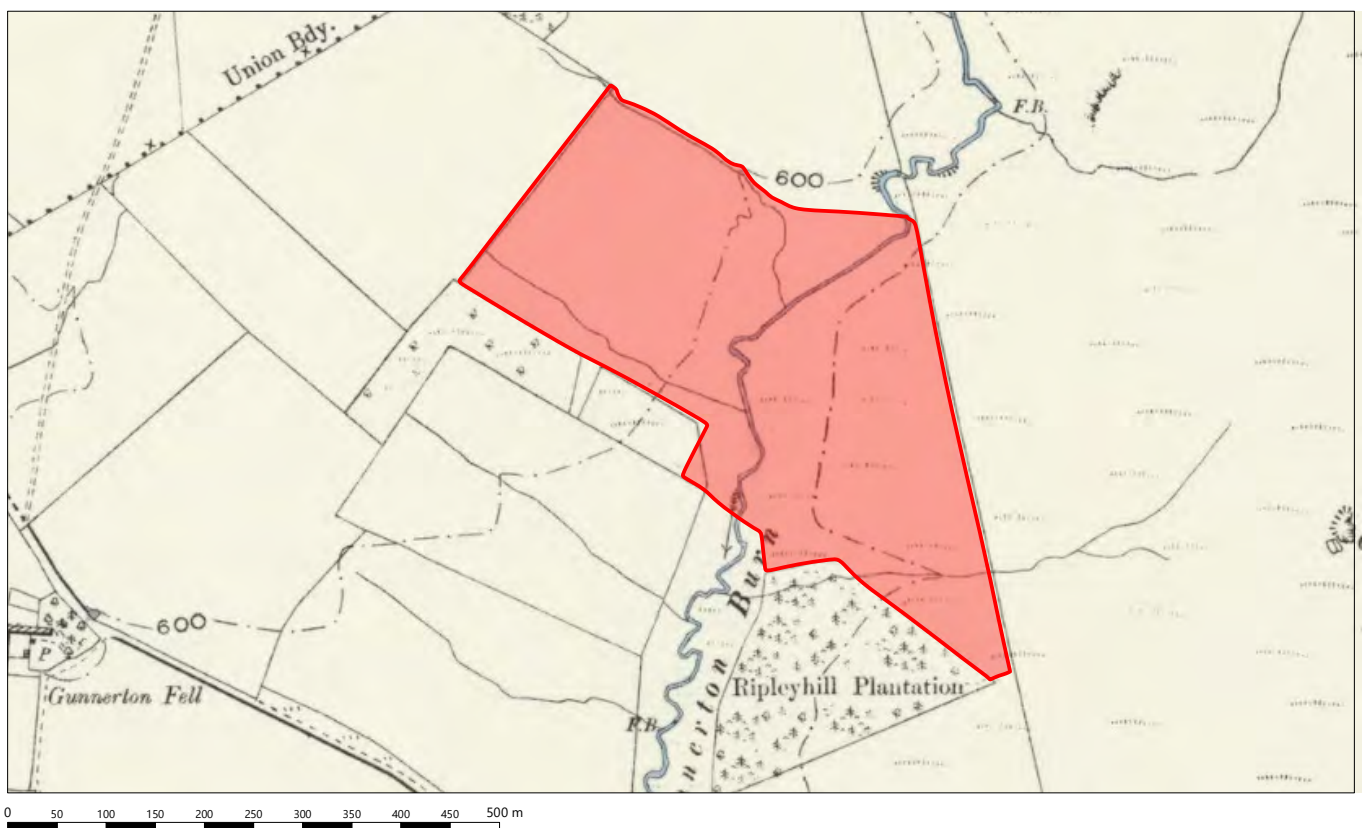 Union Bdy.
F.B.
600
600
P
Gunnerton Fell
Burn
nerton
Ripleyhill Plantation
F.B.
0 50 100 150 200 250 300 350 400 450 500 m